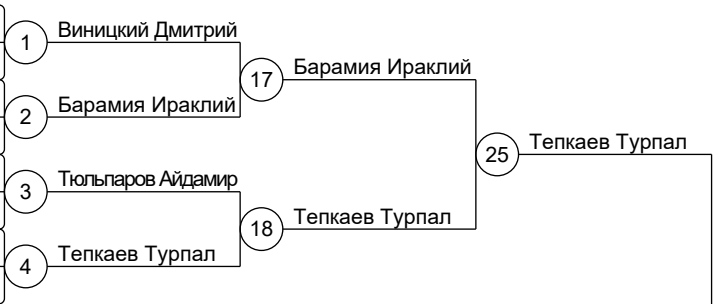 1 Виницкий Дмитрий
17 Барамия Ираклий
2 Барамия Ираклий
25 Тепкаев Турпал
3 Тюльпаров Айдамир
18 Тепкаев Турпал
4 Тепкаев Турпал